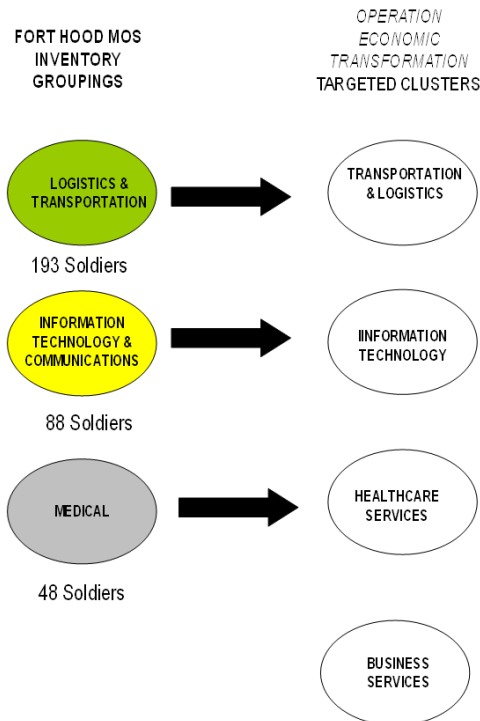 FORT HOOD MOS
INVENTORY
GROUPINGS
OPERATION
ECONOMIC
TRANSFORMATION
TARGETED CLUSTERS
LOGISTICS &
TRANSPORTATION
TRANSPORTATION
& LOGISTICS
193 Soldiers
INFORMATION
TECHNOLOGY &
COMMUNICATIONS
IINFORMATION
TECHNOLOGY
88 Soldiers
MEDICAL
HEALTHCARE
SERVICES
48 Soldiers
BUSINESS
SERVICES